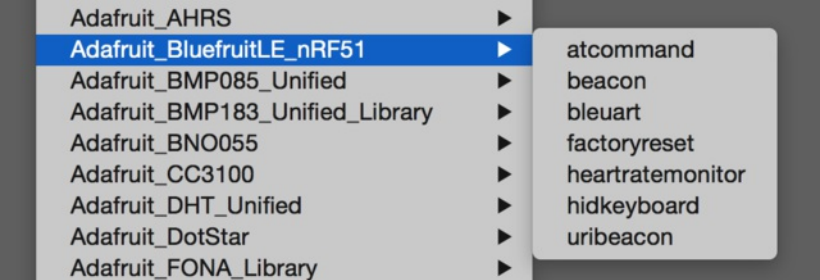 Adafruit_AHRS
Adafruit_BluefruitLE_nRF51
Adafruit_BMP085_Unified
Adafruit_BMP183_Unified_Library
Adafruit_BNO055
Adafruit_CC3100
Adafruit_DHT_Unified
Adafruit_DotStar
Adafruit_FONA_Library
atcommand
beacon
bleuart
factoryreset
heartratemonitor
hidkeyboard
uribeacon